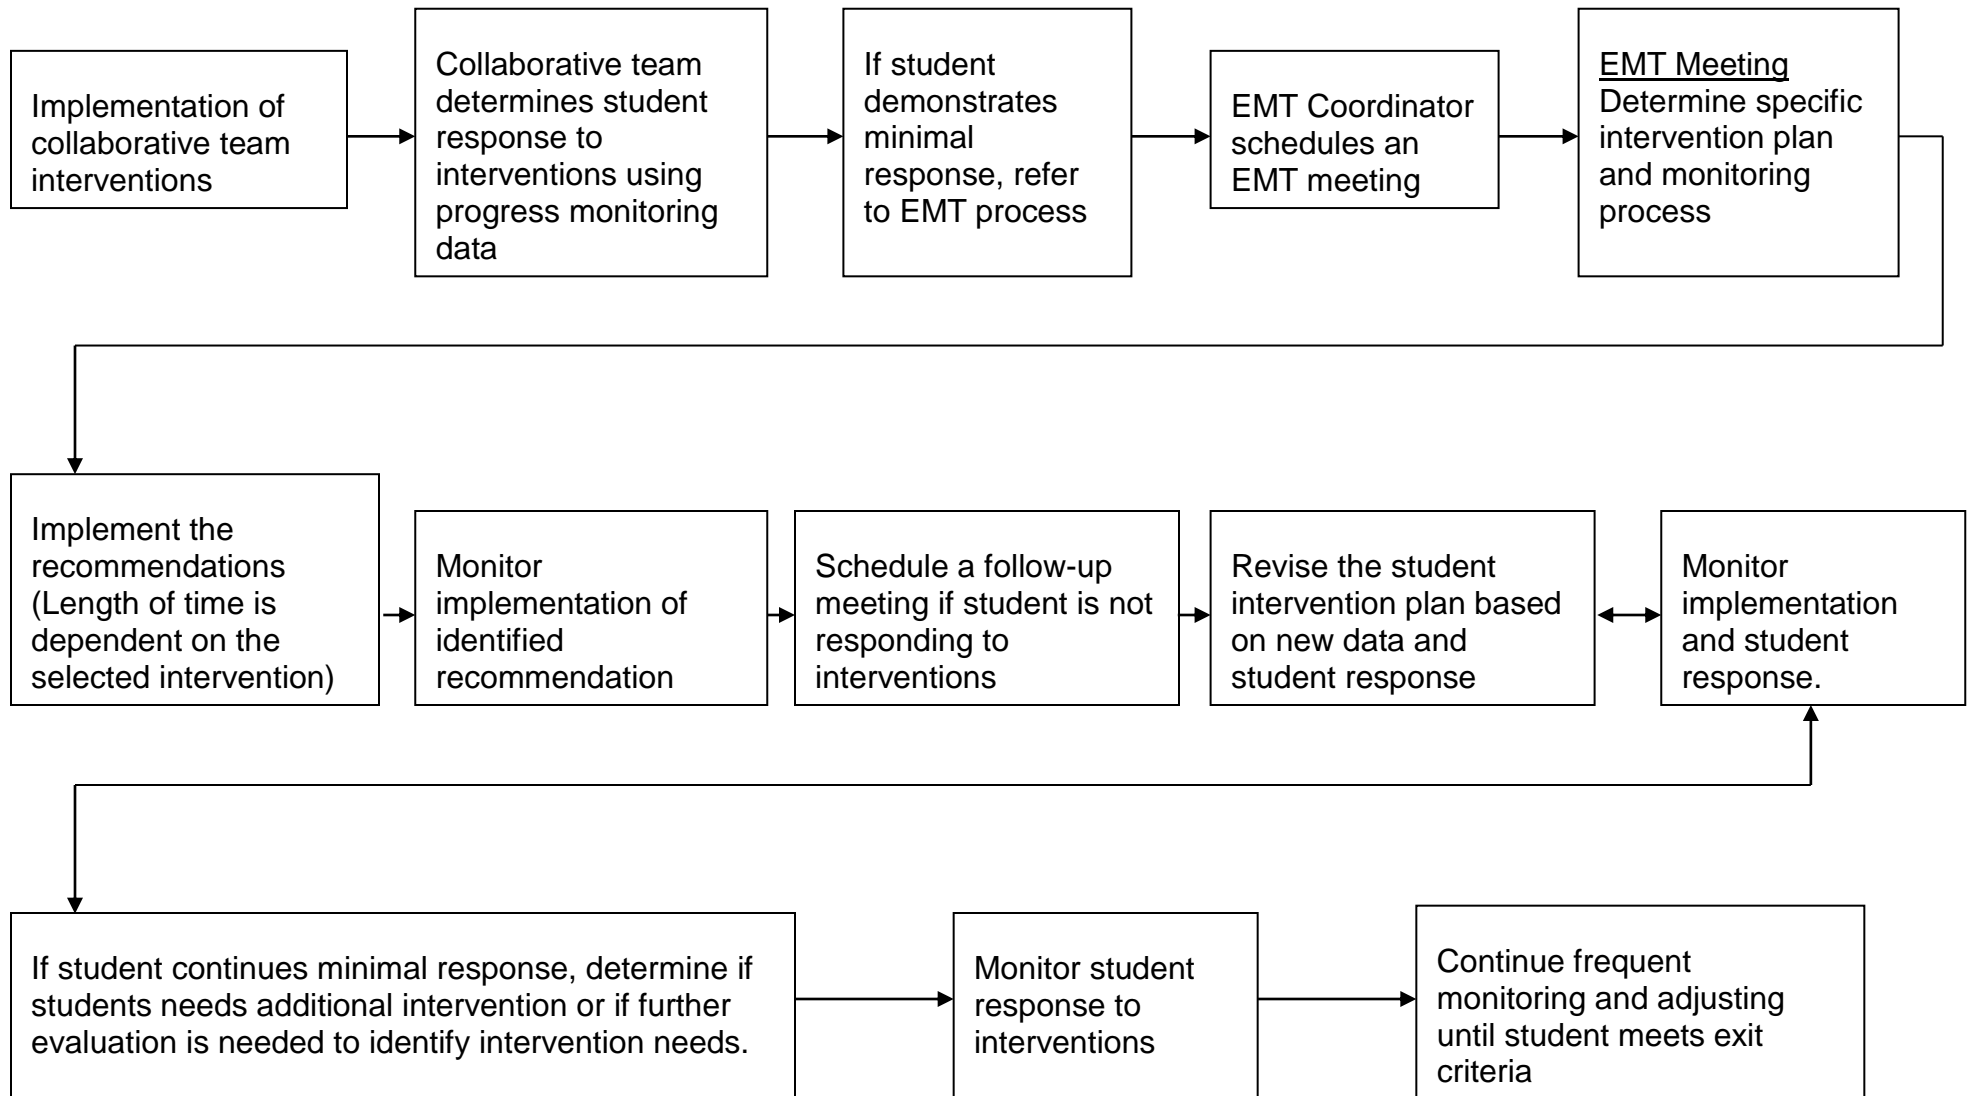 Implementation of
collaborative team
interventions
Collaborative team
determines student
response to
interventions using
progress monitoring
data
If student
demonstrates
minimal
response, refer
to EMT process
EMT Coordinator
schedules an
EMT meeting
EMT Meeting
Determine specific
intervention plan
and monitoring
process
Implement the
recommendations
(Length of time is
dependent on the
selected intervention)
Monitor
implementation of
identified
recommendation
Schedule a follow-up
meeting if student is not
responding to
interventions
Revise the student
intervention plan based
on new data and
student response
Monitor
implementation
and student
response.
If student continues minimal response, determine if
students needs additional intervention or if further
evaluation is needed to identify intervention needs.
Monitor student
response to
interventions
Continue frequent
monitoring and adjusting
until student meets exit
criteria